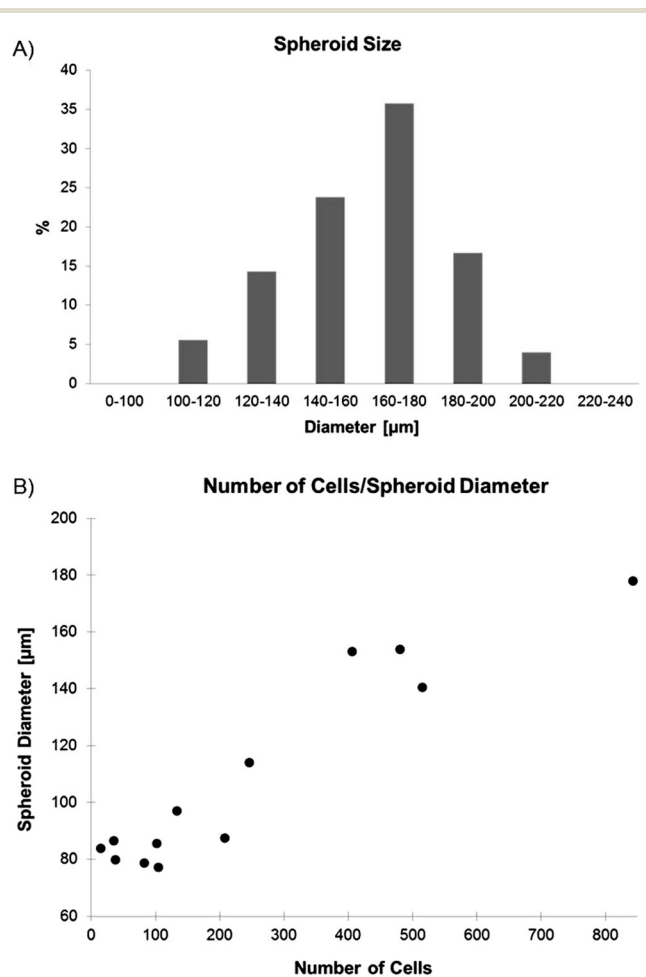 A)
Spheroid Size
40
35
30
25
20
15
10
5
0
%
0-100 100-120 120-140 140-160 160-180 180-200 200-220 220-240
Diameter [µm]
B)
Number of Cells/Spheroid Diameter
200
180
160
140
120
100
80
60
Spheroid Diameter [µm]
0 100 200 300 400 500 600 700 800
Number of Cells